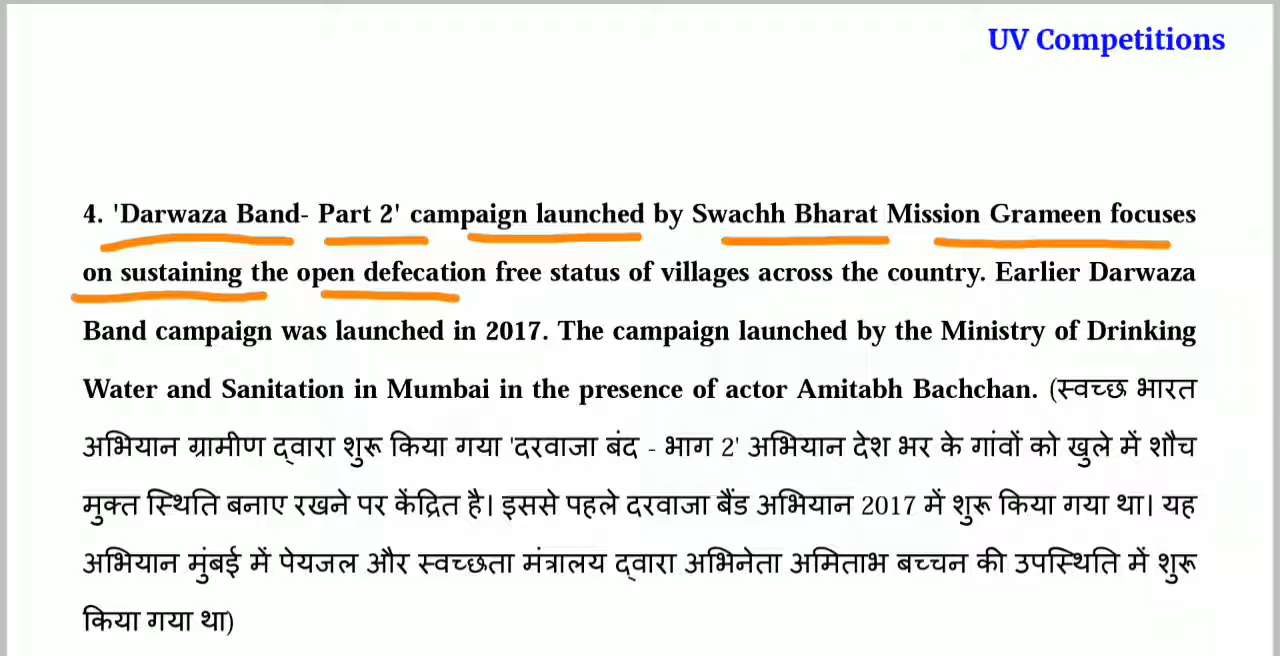 UV Competitions
4. 'Darwaza Band- Part 2' campaign launched by Swachh Bharat Mission Grameen focuses
on sustaining the open defecation free status of villages across the country. Earlier Darwaza
Band campaign was launched in 2017. The campaign launched by the Ministry of Drinking
Water and Sanitation in Mumbai in the presence of actor Amitabh Bachchan. (स्वच्छ भारत
अभियान ग्रामीण द्वारा शुरू किया गया 'दरवाजा बंद - भाग 2' अभियान देश भर के गांवों को खुले में शौच
मुक्त स्थिति बनाए रखने पर केंद्रित है। इससे पहले दरवाजा बैंड अभियान 2017 में शुरू किया गया था। यह
अभियान मुंबई में पेयजल और स्वच्छता मंत्रालय द्वारा अभिनेता अमिताभ बच्चन की उपस्थिति में शुरू
किया गया था)